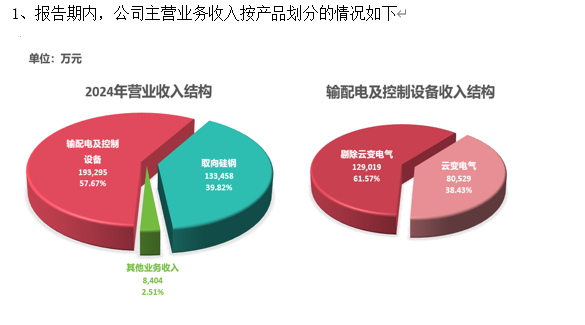 1、报告期内，公司主营业务收入按产品划分的情况如下↵
单位：万元
2024年营业收入结构
输配电及控制
设备
193,295
57.67%
取向硅钢
133,458
39.82%
其他业务收入
8,404
2.51%
输配电及控制设备收入结构
剔除云变电气
129,019
61.57%
云变电气
80,529
38.43%